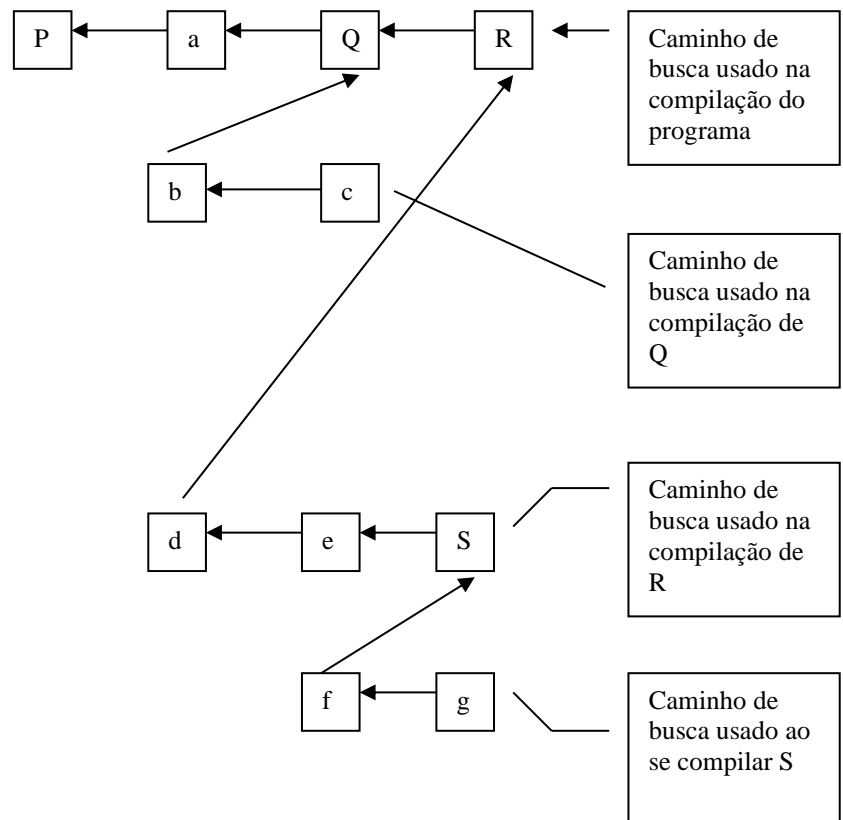 P
a
Q
R
Caminho de
busca usado na
compilação do
programa
b
c
Caminho de
busca usado na
compilação de
Q
d
e
S
Caminho de
busca usado na
compilação de
R
f
g
Caminho de
busca usado ao
se compilar S